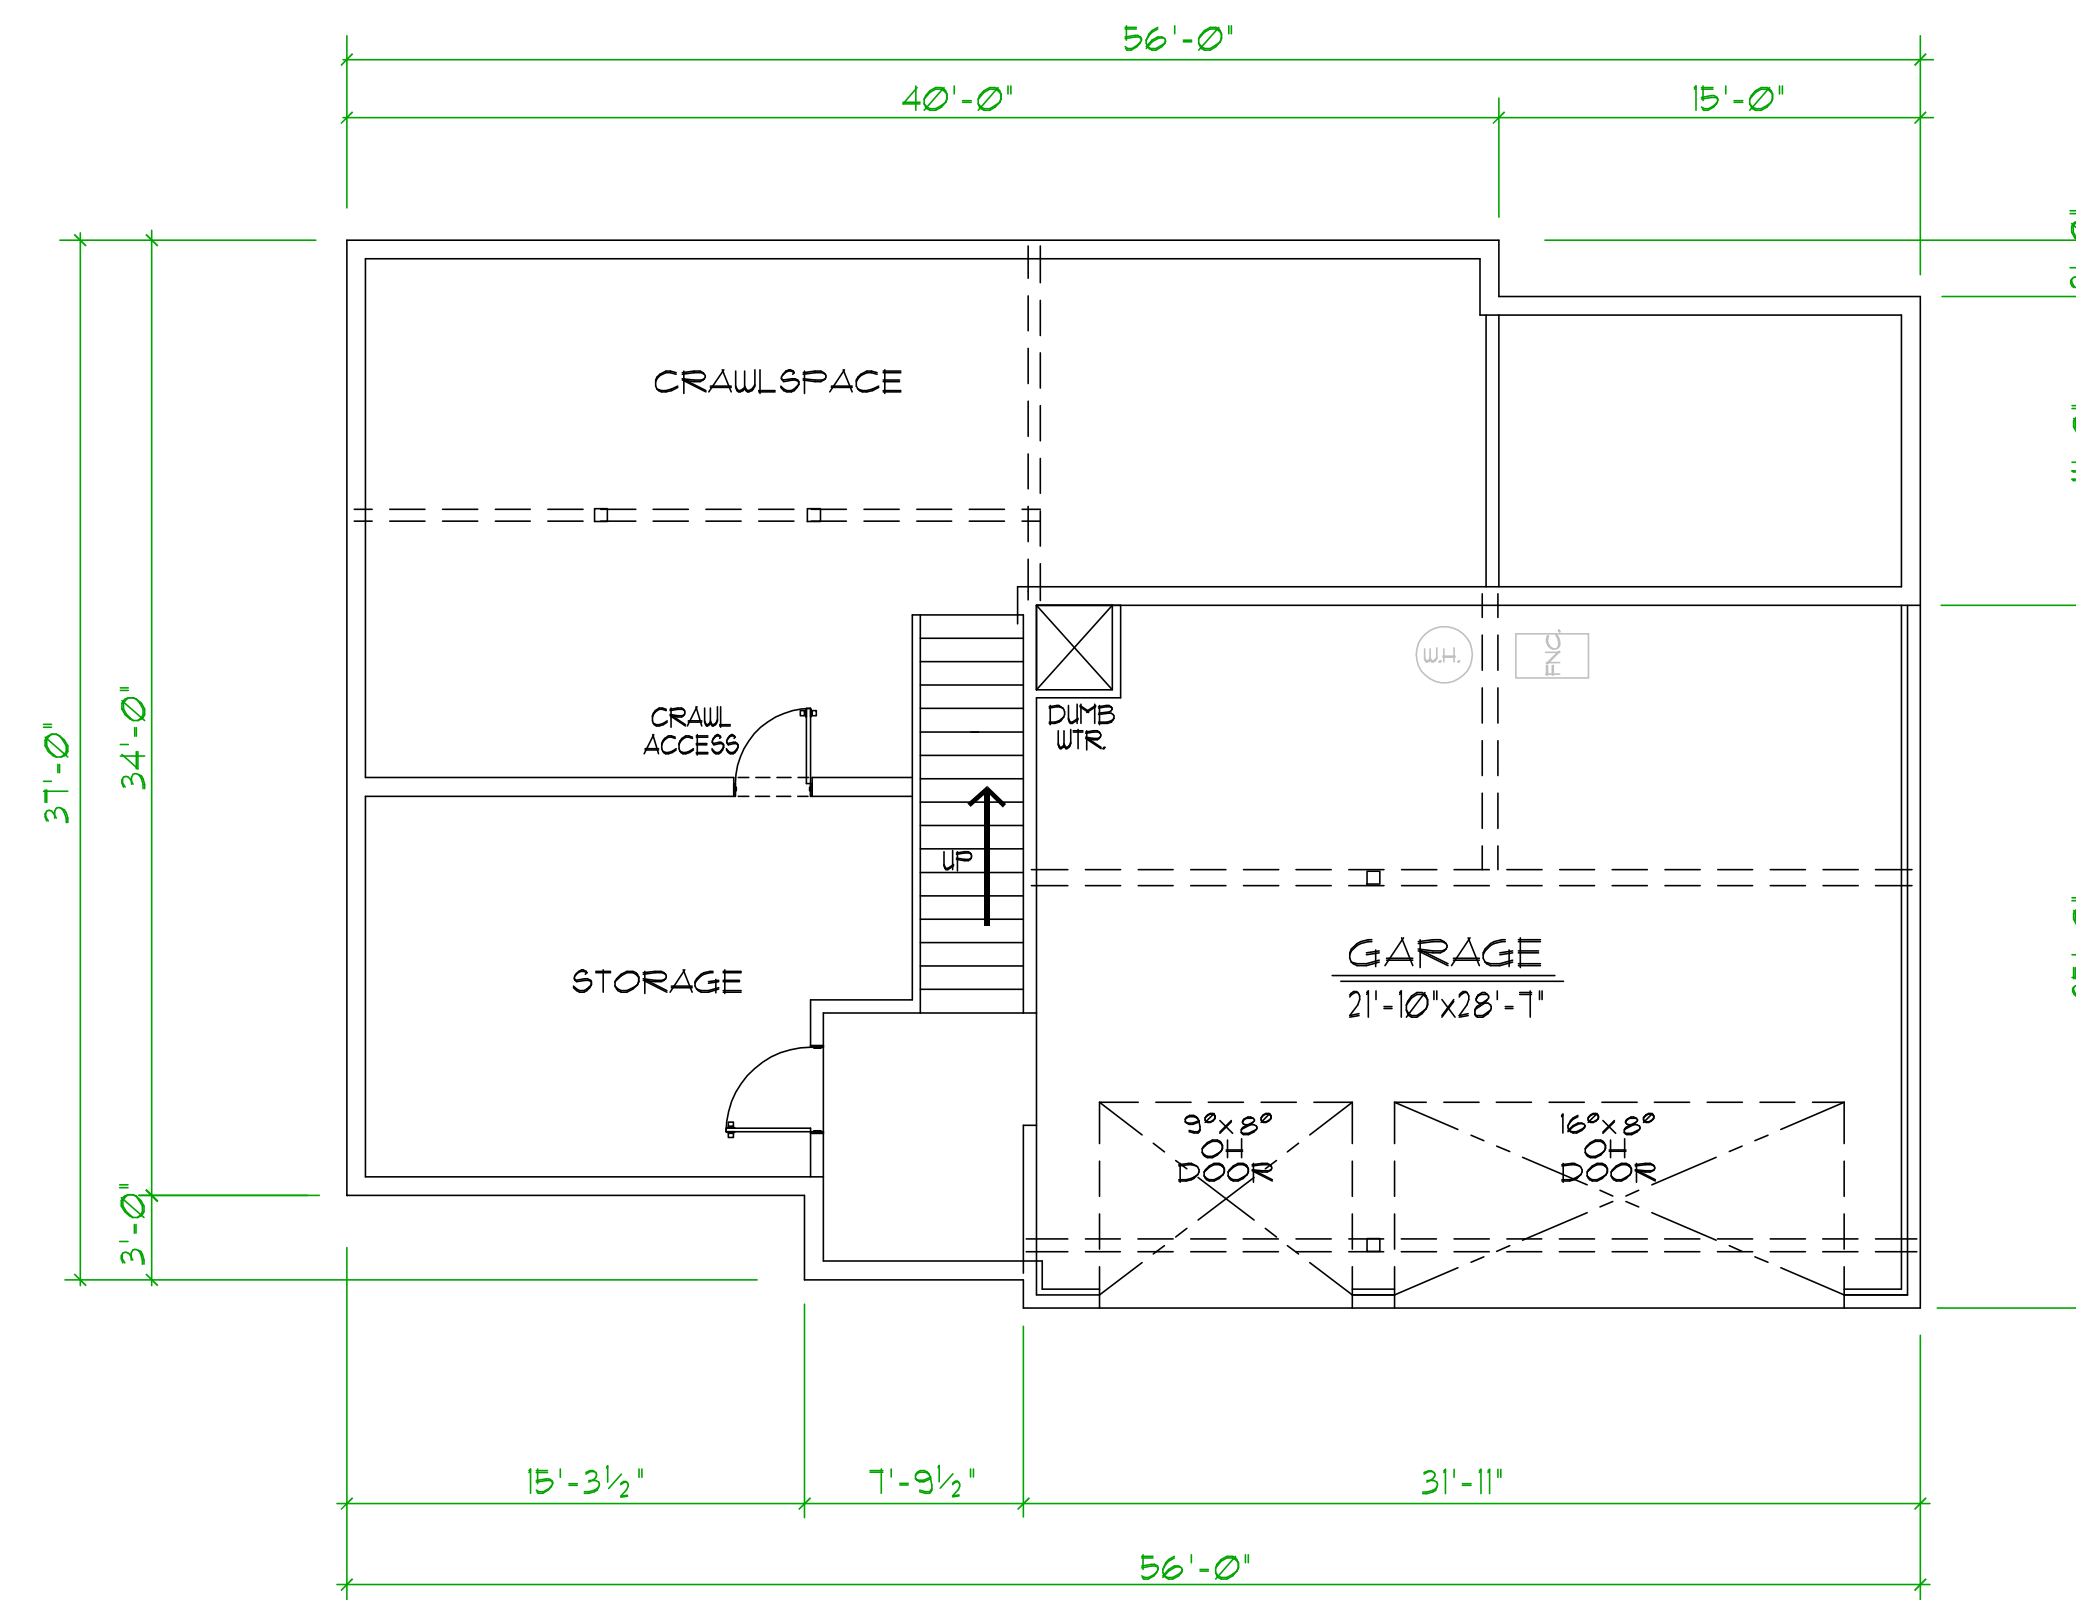 56'-0"
40'-0"
15'-0"
CRAWLSPACE
W.H.
FNC.
CRAWL
ACCESS
DUMB
WTR.
37'-0"
34'-0"
UP
STORAGE
GARAGE
21'-10"x28'-7"
9⁰x8⁰
OH
DOOR
16⁰x8⁰
OH
DOOR
3'-0"
15'-3½"
7'-9½"
31'-11"
56'-0"